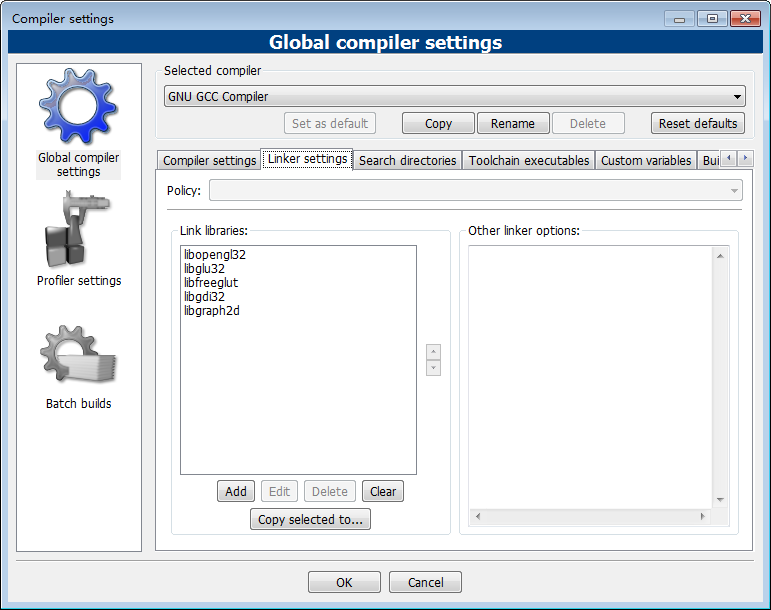 Compiler settings
Global compiler settings
Global compiler
settings
Profiler settings
Batch builds
Selected compiler
GNU GCC Compiler
Set as default
Copy
Rename
Delete
Reset defaults
Compiler settings
Linker settings
Search directories
Toolchain executables
Custom variables
Bui
Policy:
Link libraries:
libopengl32
libglu32
libfreeglut
libgdi32
libgraph2d
Add
Edit
Delete
Clear
Copy selected to...
Other linker options:
OK
Cancel